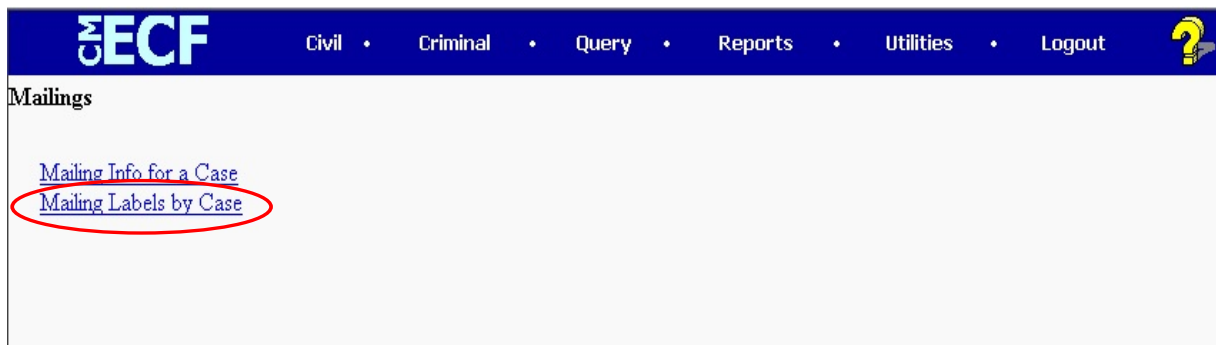 CM ECF Civil • Criminal • Query • Reports • Utilities • Logout ?
Mailings
Mailing Info for a Case
Mailing Labels by Case